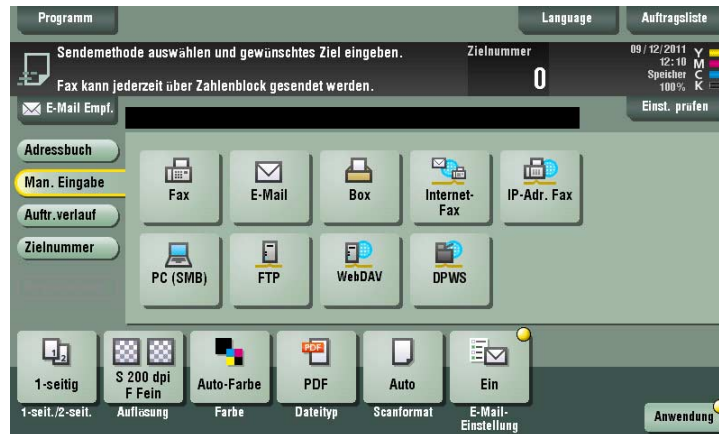 Programm
Language
Auftragsliste
Sendemethode auswählen und gewünschtes Ziel eingeben.
Zielnummer
09/12/2011
12:10
Speicher
100%
Y
M
C
K
Fax kann jederzeit über Zahlenblock gesendet werden.
0
E-Mail Empf.
Einst. prüfen
Adressbuch
Man. Eingabe
Auftr.verlauf
Zielnummer
Fax
E-Mail
Box
Internet-
Fax
IP-Adr. Fax
PC (SMB)
FTP
WebDAV
DPWS
1 2
1-seitig
S 200 dpi
F Fein
Auto-Farbe
PDF
PDF
Auto
Ein
1-seit./2-seit.
Auflösung
Farbe
Dateityp
Scanformat
E-Mail-
Einstellung
Anwendung